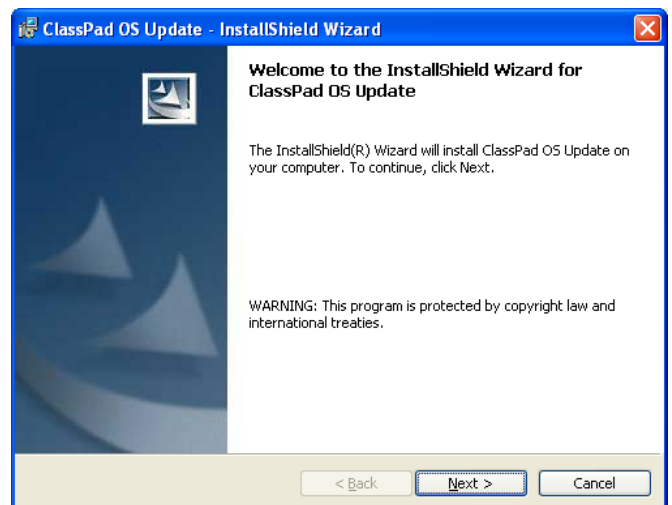 ClassPad OS Update - InstallShield Wizard
Welcome to the InstallShield Wizard for
ClassPad OS Update
The InstallShield(R) Wizard will install ClassPad OS Update on
your computer. To continue, click Next.
WARNING: This program is protected by copyright law and
international treaties.
< Back Next > Cancel